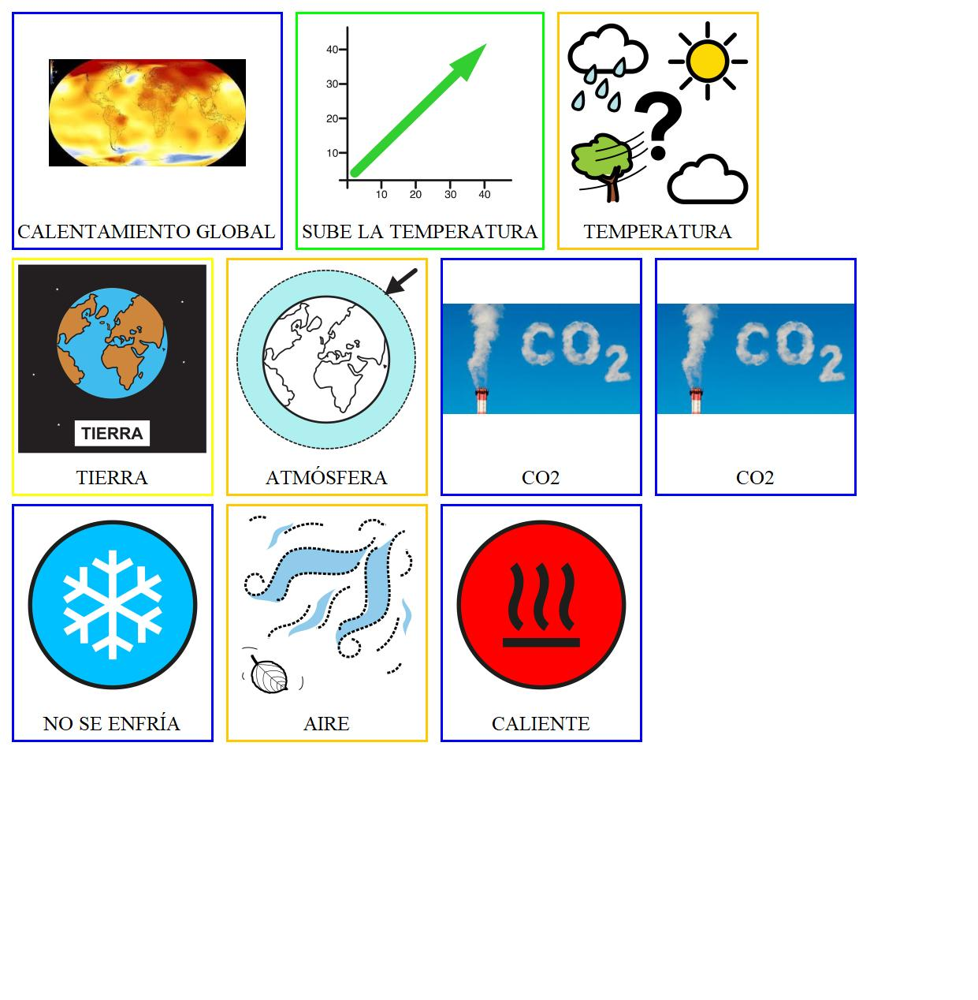 40
30
20
10
10 20 30 40
?
CALENTAMIENTO GLOBAL
SUBE LA TEMPERATURA
TEMPERATURA
TIERRA
CO2
CO2
TIERRA
ATMÓSFERA
CO2
CO2
NO SE ENFRÍA
AIRE
CALIENTE